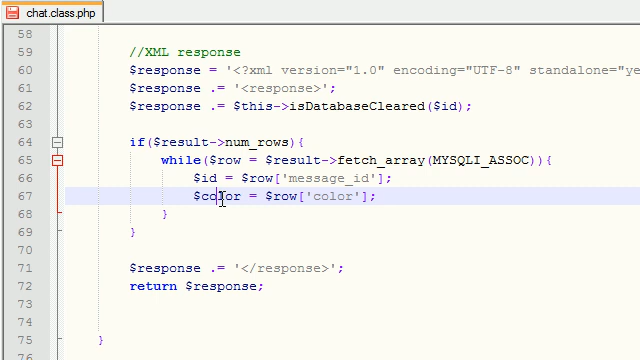 chat.class.php
58
59 //XML response
60 $response = '<?xml version="1.0" encoding="UTF-8" standalone="ye
61 $response .= '<response>';
62 $response .= $this->isDatabaseCleared($id);
63
64 if($result->num_rows){
65 while($row = $result->fetch_array(MYSQLI_ASSOC)){
66 $id = $row['message_id'];
67 $color = $row['color'];
68 }
69 }
70
71 $response .= '</response>';
72 return $response;
73
74
75 }
76